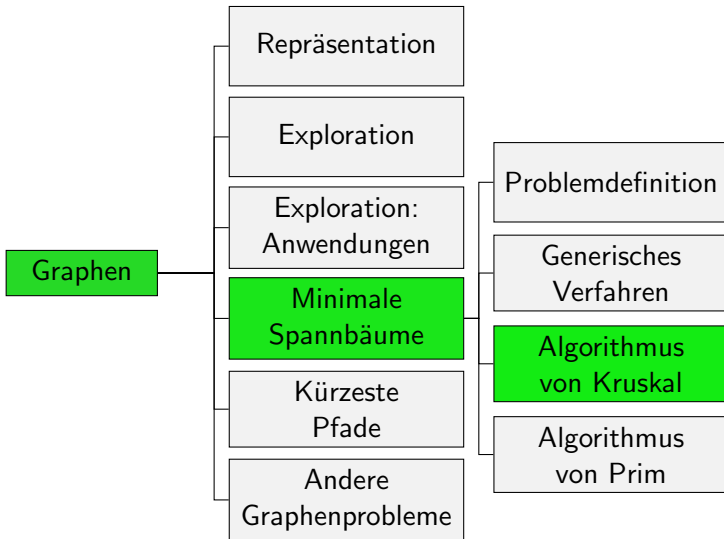 Graphen
Repräsentation
Exploration
Exploration:
Anwendungen
Minimale
Spannbäume
Kürzeste
Pfade
Andere
Graphenprobleme
Problemdefinition
Generisches
Verfahren
Algorithmus
von Kruskal
Algorithmus
von Prim